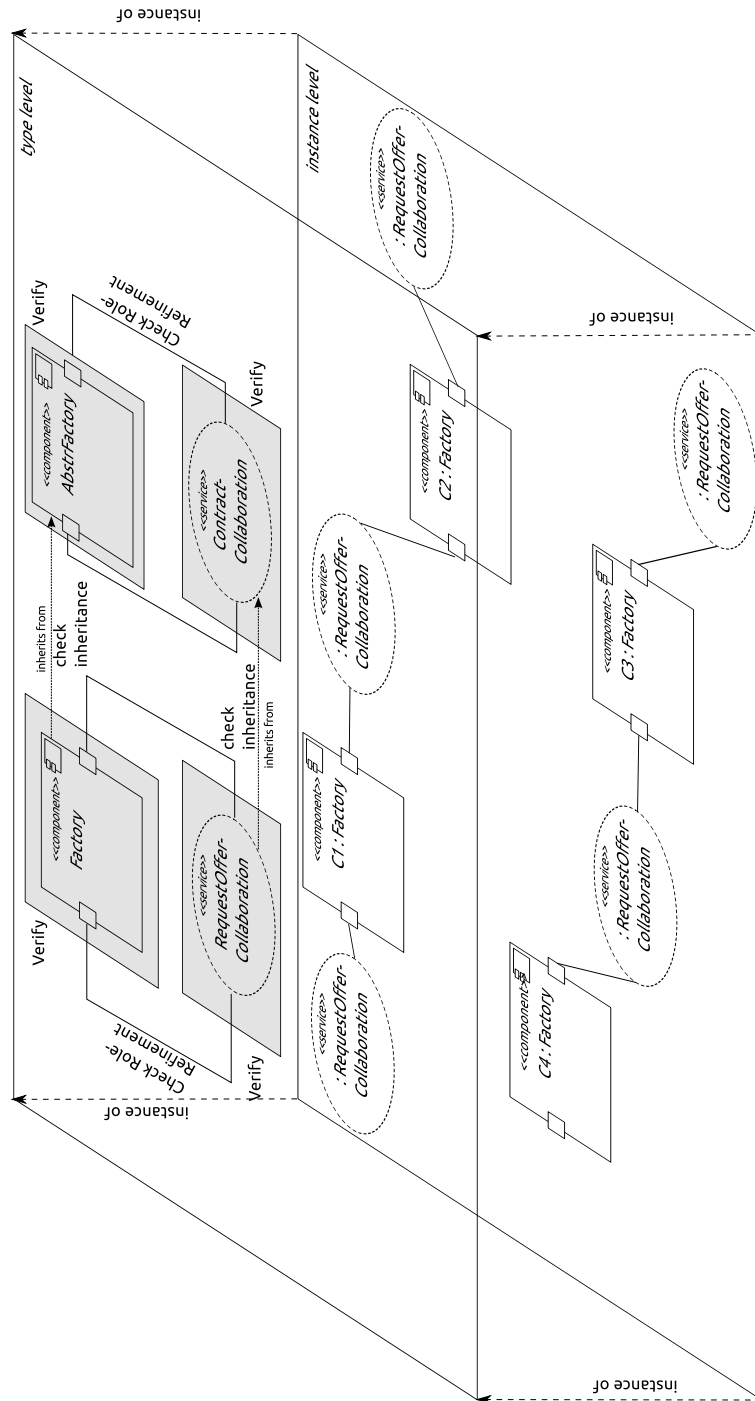 instance of
type level
instance level
<<service>>
: RequestOffer-
Collaboration
Verify
Check Role-
Refinement
<<component>>
AbstrFactory
Verify
<<service>>
Contract-
Collaboration
instance of
<<component>>
C2 : Factory
<<service>>
: RequestOffer-
Collaboration
inherits from
check
inheritance
<<service>>
: RequestOffer-
Collaboration
<<component>>
C3 : Factory
check
inheritance
inherits from
<<component>>
Factory
Verify
<<service>>
RequestOffer-
Collaboration
<<component>>
C1 : Factory
<<service>>
: RequestOffer-
Collaboration
Check Role-
Refinement
Verify
<<service>>
: RequestOffer-
Collaboration
<<component>>
C4 : Factory
instance of
instance of